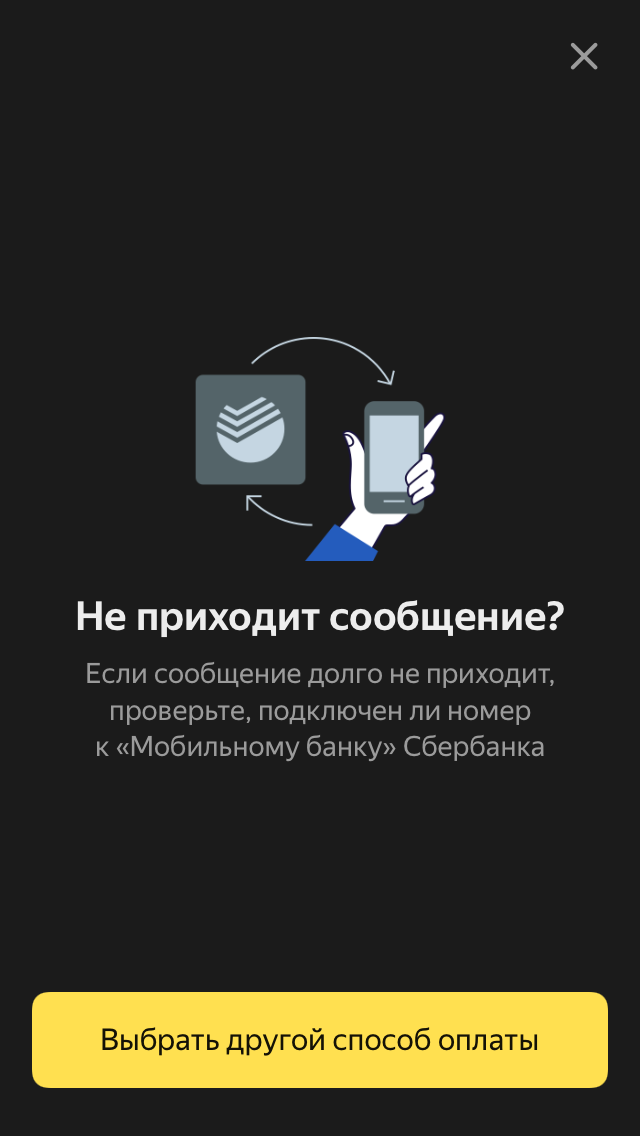 Не приходит сообщение?
Если сообщение долго не приходит,
проверьте, подключен ли номер
к «Мобильному банку» Сбербанка
Выбрать другой способ оплаты